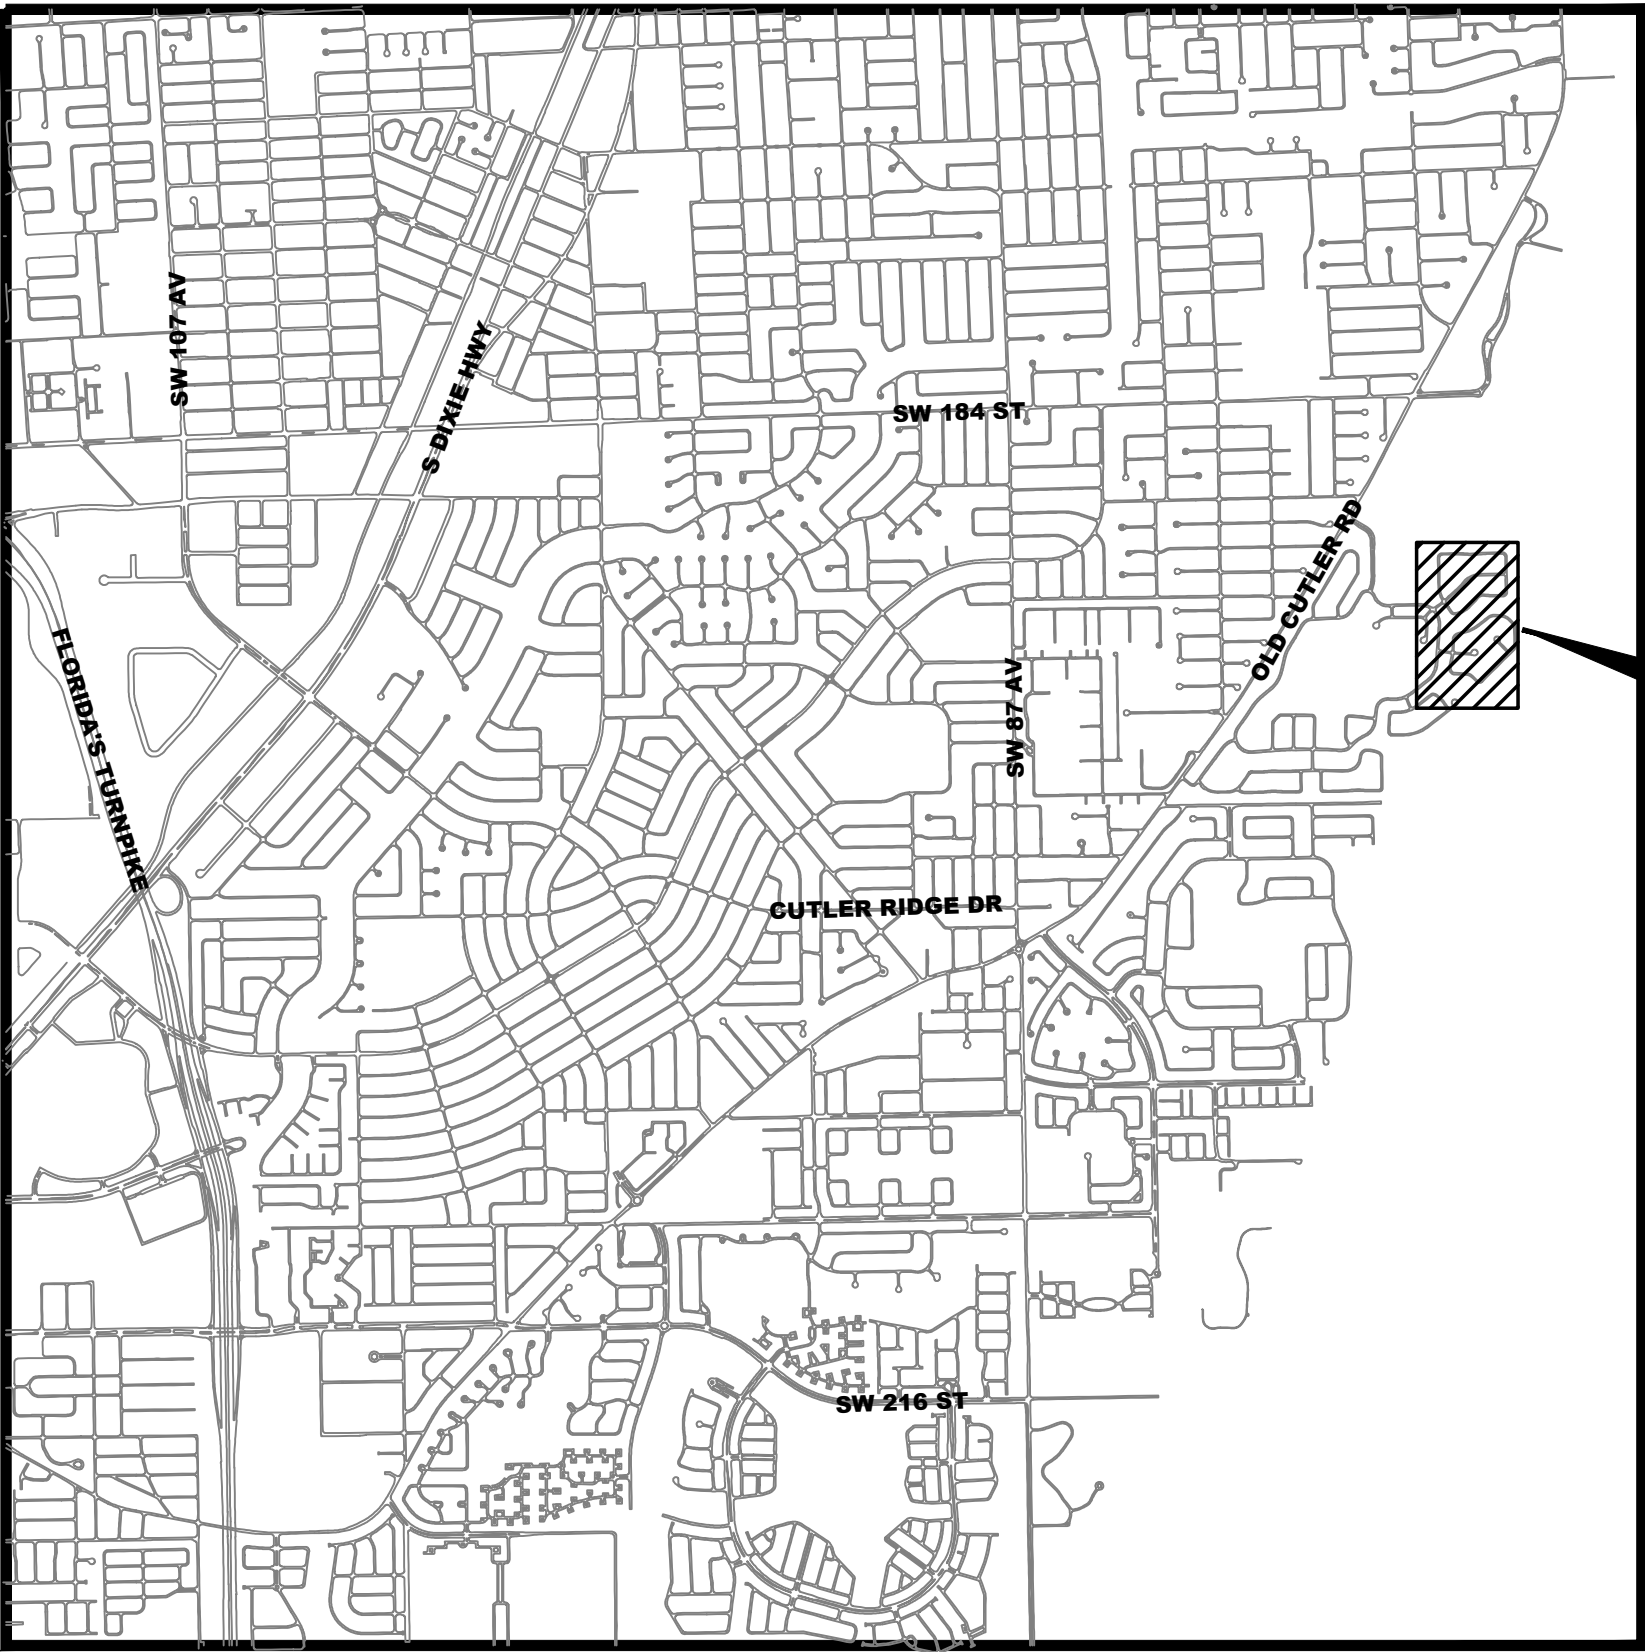 SW 107 AV
S DIXIE HWY
SW 184 ST
OLD CUTLER RD
FLORIDA'S TURNPIKE
SW 87 AV
CUTLER RIDGE DR
SW 216 ST